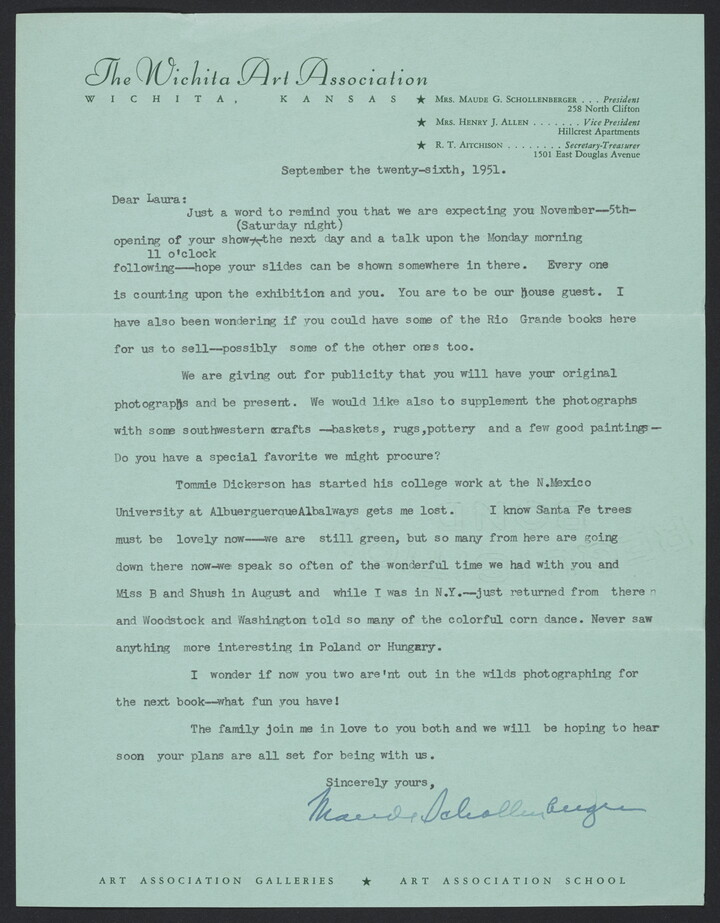 The Wichita Art Association
WICHITA, KANSAS ★ MRS. MAUDE G. SCHOLLENBERGER . . . President
258 North Clifton
★ MRS. HENRY J. ALLEN . . . . . . . Vice President
Hillcrest Apartments
★ R. T. AITCHISON . . . . . . . . Secretary-Treasurer
1501 East Douglas Avenue
September the twenty-sixth, 1951.
Dear Laura:
Just a word to remind you that we are expecting you November--5th-
(Saturday night)
opening of your show-the next day and a talk upon the Monday morning
11 o'clock
following---hope your slides can be shown somewhere in there. Every one
is counting upon the exhibition and you. You are to be our house guest. I
have also been wondering if you could have some of the Rio Grande books here
for us to sell--possibly some of the other ones too.
We are giving out for publicity that you will have your original
photographs and be present. We would like also to supplement the photographs
with some southwestern crafts --baskets, rugs,pottery and a few good paintings-
Do you have a special favorite we might procure?
Tommie Dickerson has started his college work at the N.Mexico
University at AlbuerguerqueAlbalways gets me lost. I know Santa Fe trees
must be lovely now---we are still green, but so many from here are going
down there now-we speak so often of the wonderful time we had with you and
Miss B and Shush in August and while I was in N.Y.--just returned from there
and Woodstock and Washington told so many of the colorful corn dance. Never saw
anything more interesting in Poland or Hungary.
I wonder if now you two are'nt out in the wilds photographing for
the next book--what fun you have!
The family join me in love to you both and we will be hoping to hear
soon your plans are all set for being with us.
Sincerely yours,
Maude Schollenberger
ART ASSOCIATION GALLERIES ★ ART ASSOCIATION SCHOOL